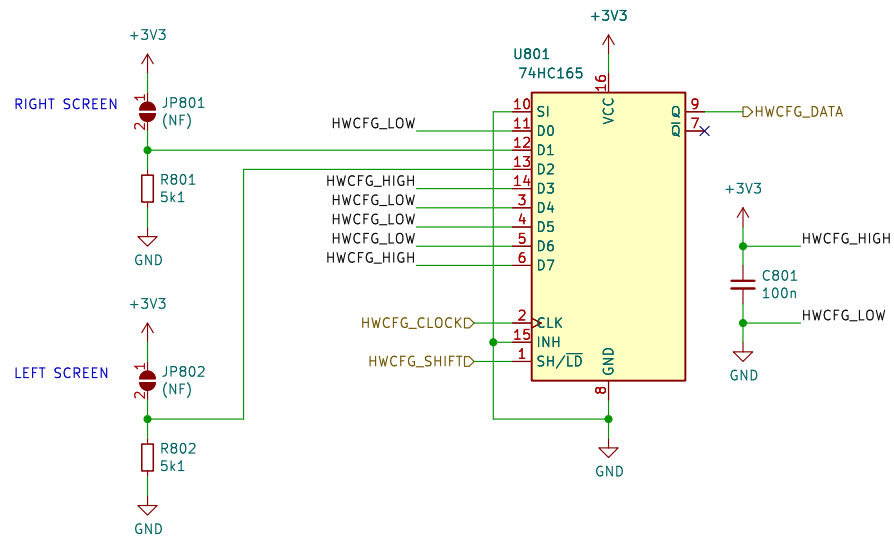 +3V3
RIGHT SCREEN
1
2
JP801
(NF)
R801
5k1
GND
+3V3
LEFT SCREEN
1
2
JP802
(NF)
R802
5k1
GND
+3V3
U801
74HC165
16
VCC
10 SI
HWCFG_LOW 11 D0
12 D1
13 D2
HWCFG_HIGH 14 D3
HWCFG_LOW 3 D4
HWCFG_LOW 4 D5
HWCFG_LOW 5 D6
HWCFG_HIGH 6 D7
HWCFG_CLOCK 2 CLK
15 INH
HWCFG_SHIFT 1 SH/LD
GND
8
GND
Q 9 HWCFG_DATA
Q 7
+3V3
HWCFG_HIGH
C801
100n
HWCFG_LOW
GND